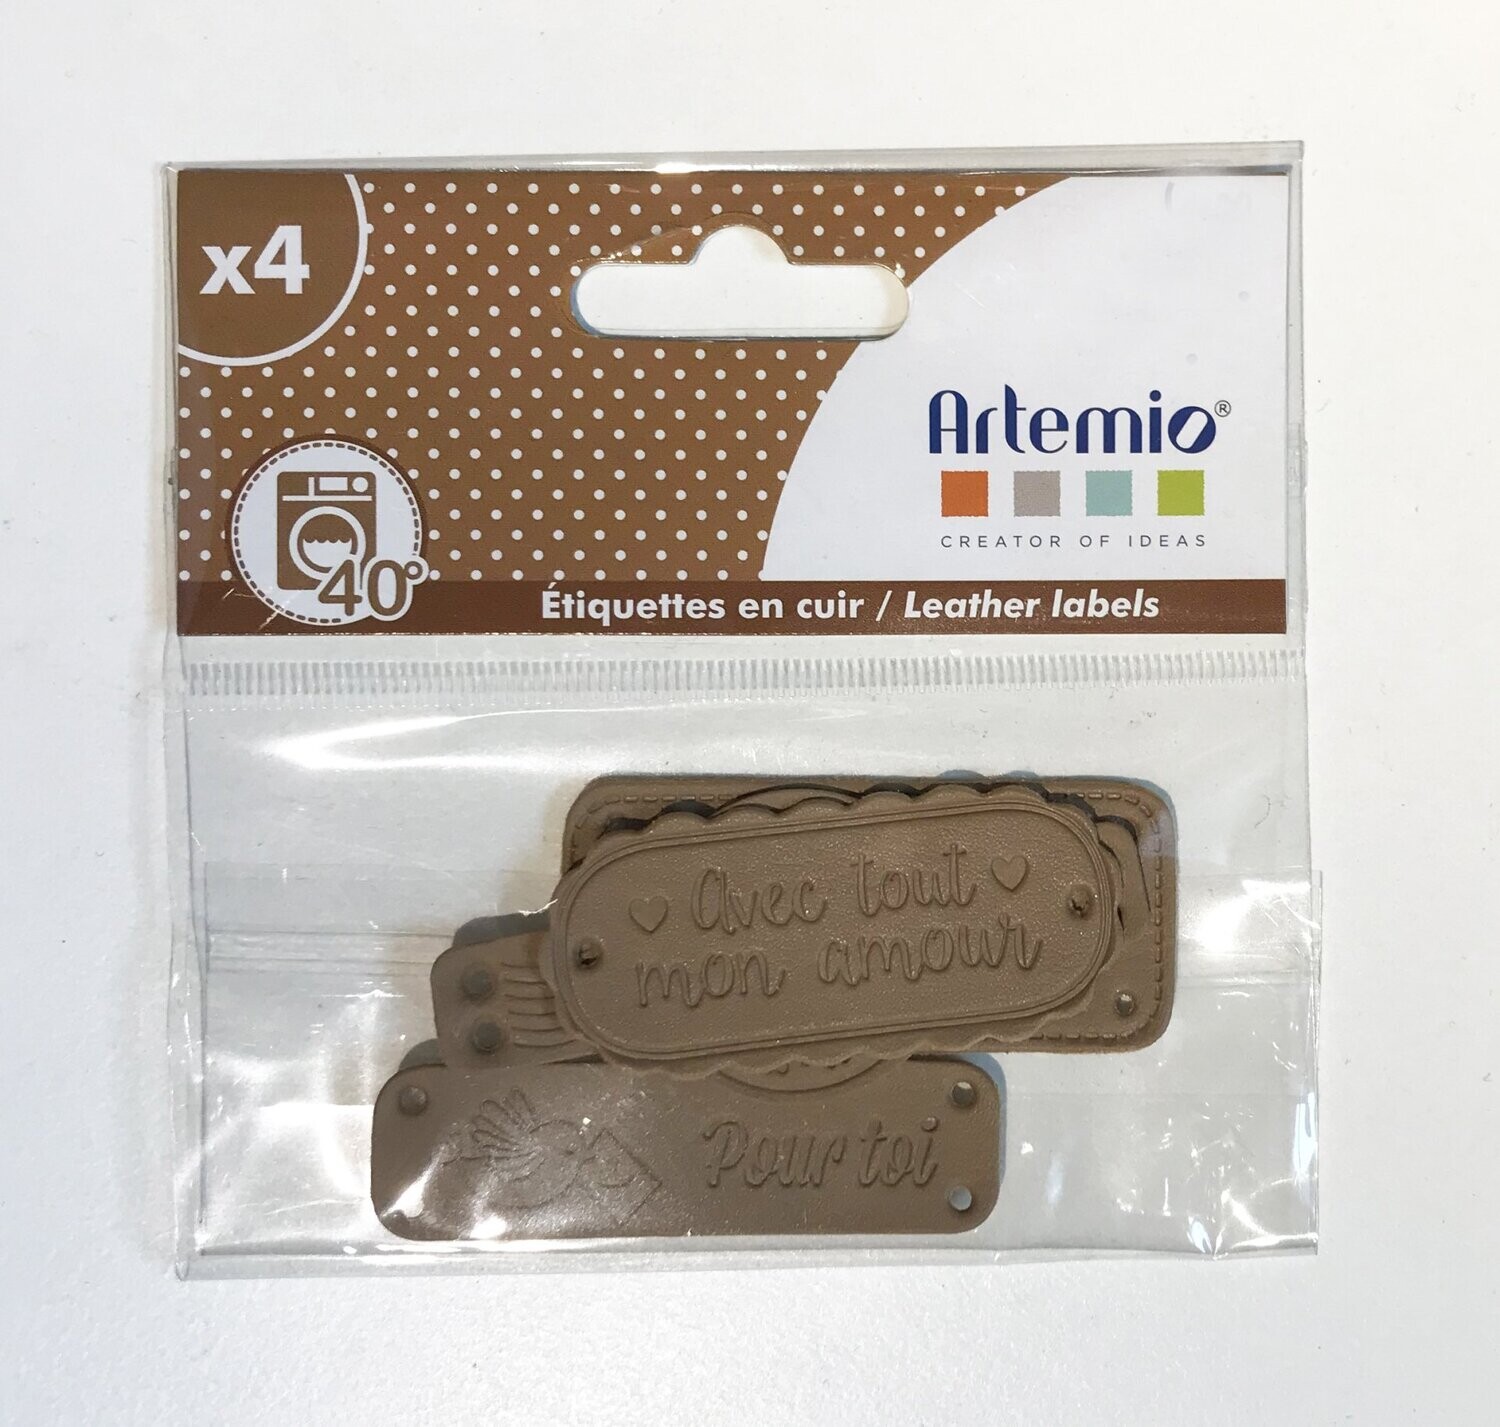 x4
Artemio®
CREATOR OF IDEAS
40°
Étiquettes en cuir / Leather labels
avec tout
mon amour
Pour toi